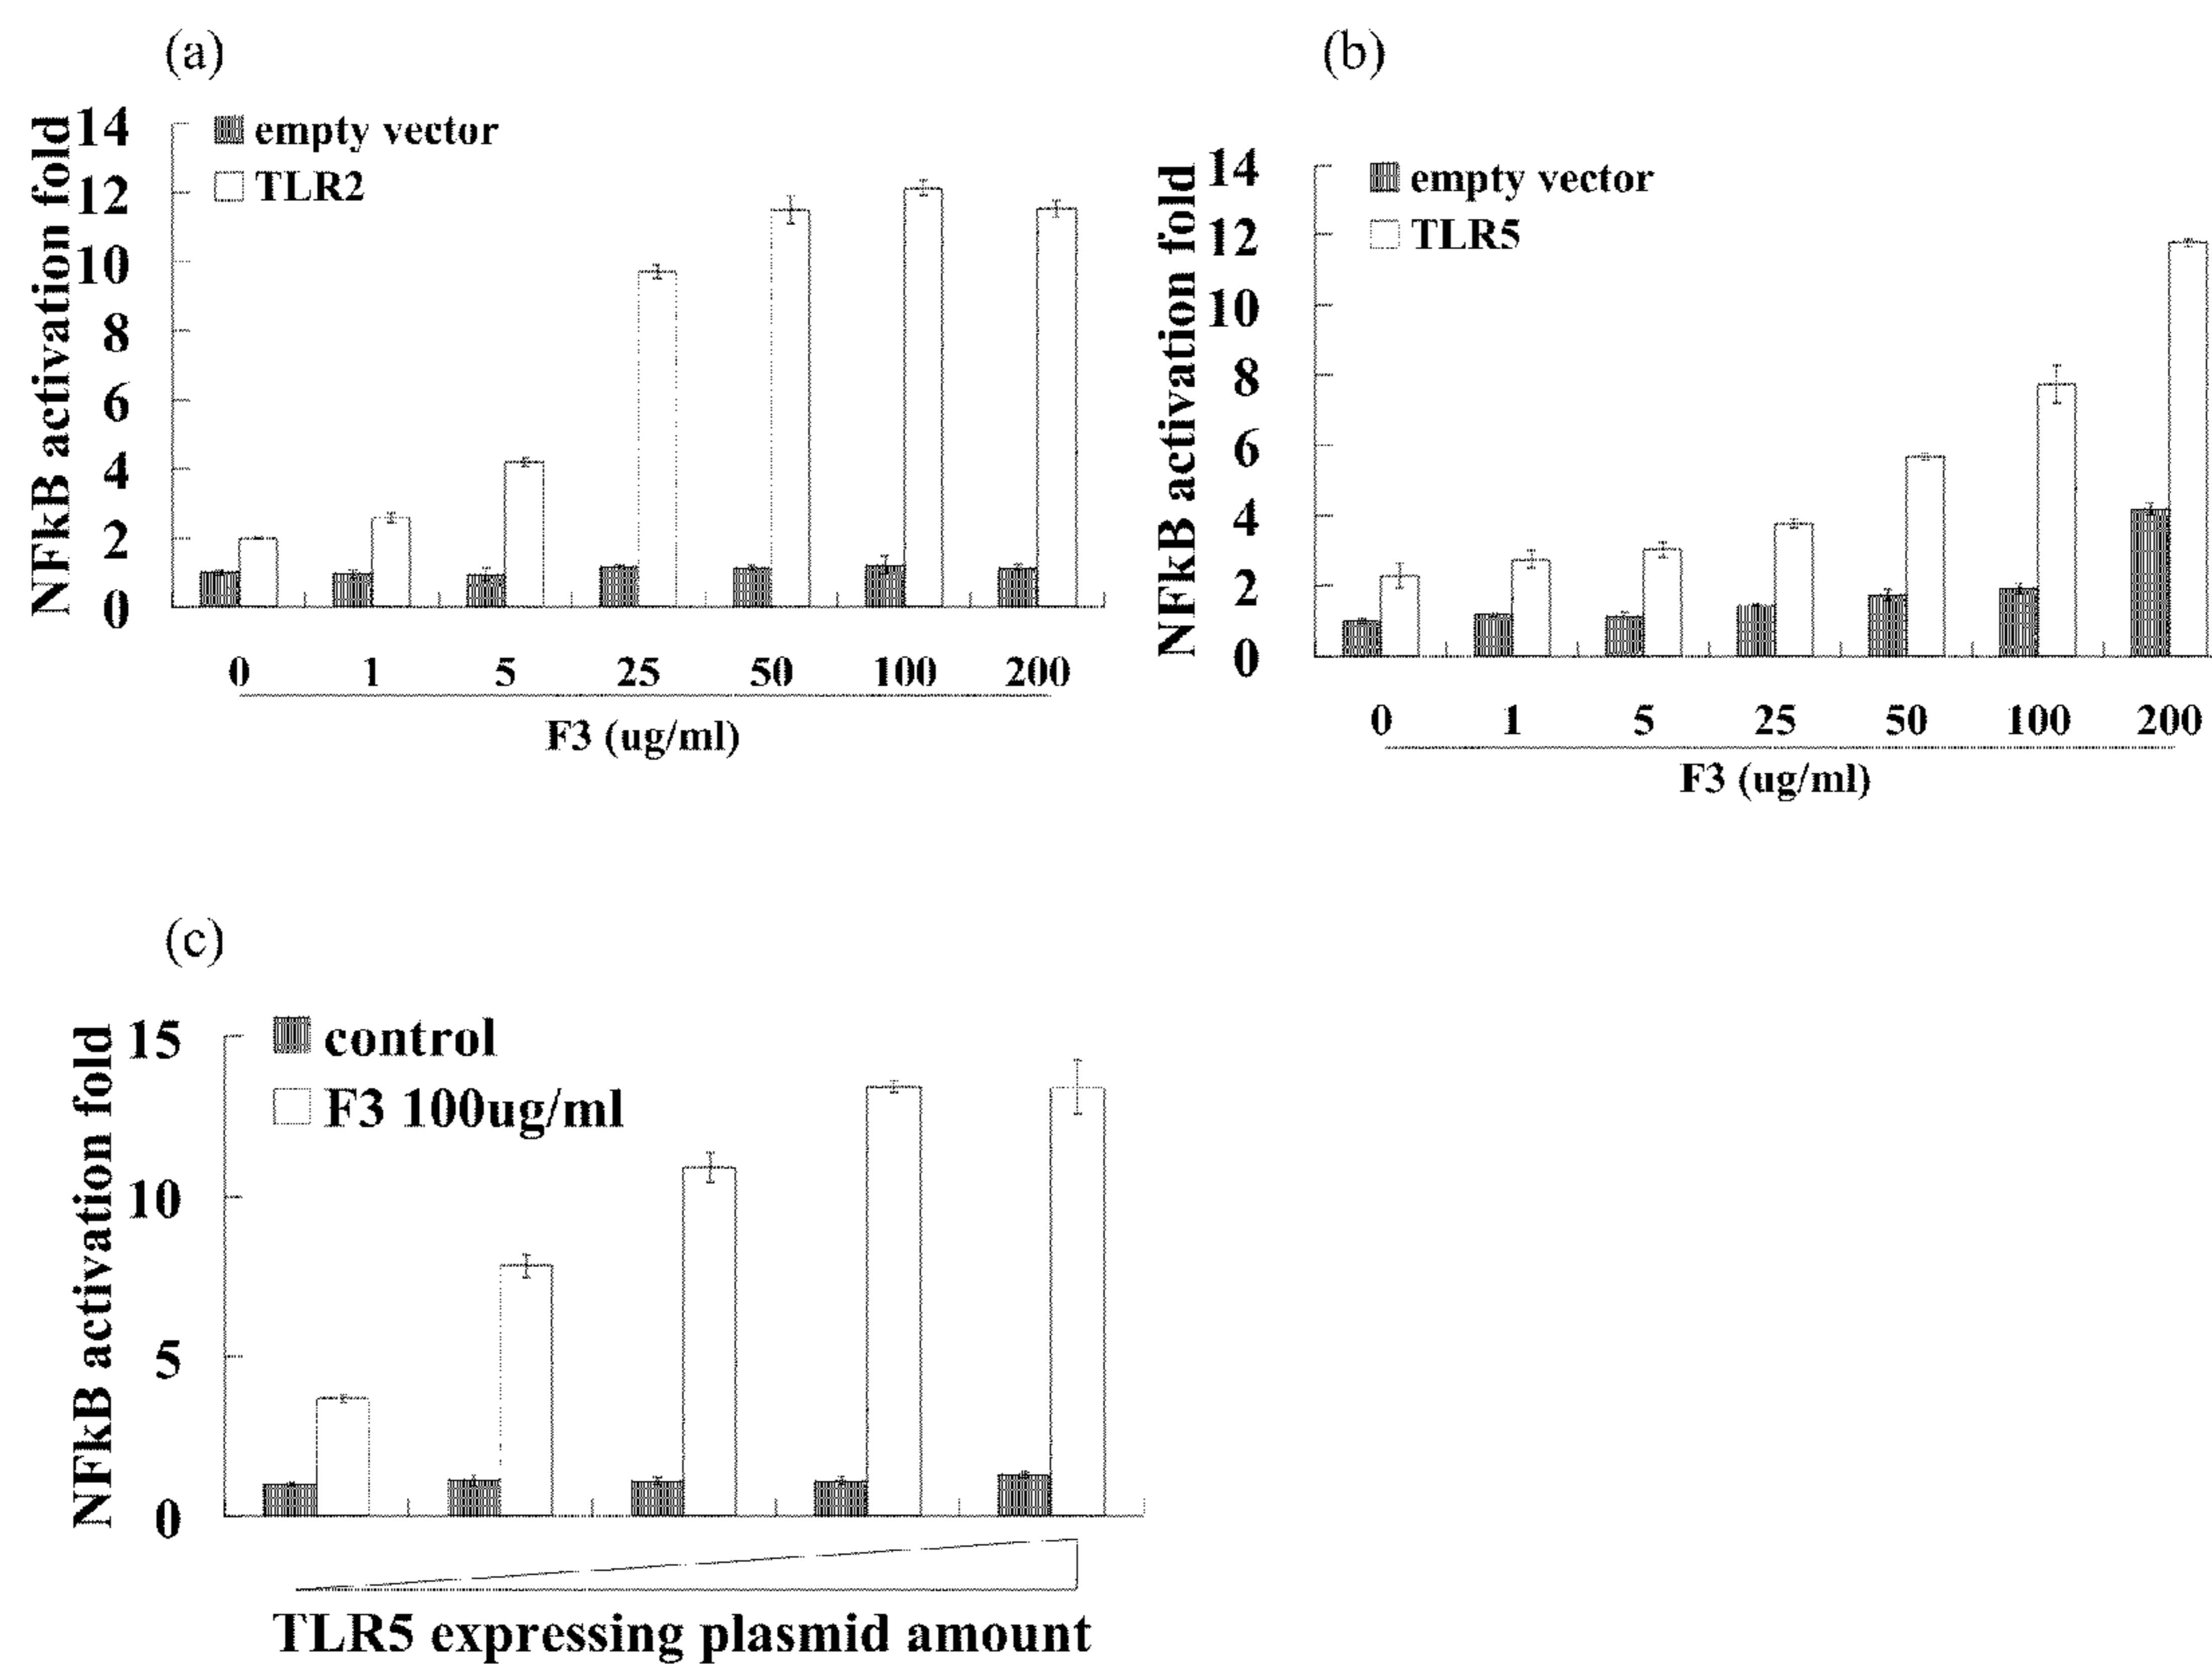 (a)
NFkB activation fold
14
12
10
8
6
4
2
0
empty vector
TLR2
0 1 5 25 50 100 200
F3 (ug/ml)
(b)
NFkB activation fold
14
12
10
8
6
4
2
0
empty vector
TLR5
0 1 5 25 50 100 200
F3 (ug/ml)
(c)
NFkB activation fold
15
10
5
0
control
F3 100ug/ml
TLR5 expressing plasmid amount